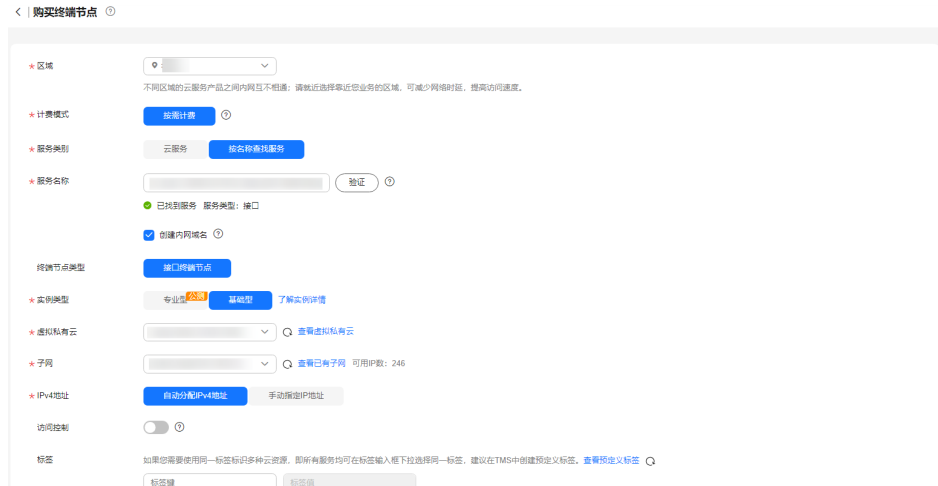 购买终端节点
区域
不同区域的云服务产品之间内网互不相通；请就近选择靠近您业务的区域，可减少网络时延，提高访问速度。
计费模式 按需计费
服务类别 云服务 按名称查找服务
服务名称 验证
已找到服务 服务类型：接口
创建内网域名
终端节点类型 接口终端节点
实例类型 专业型 公测 基础型 了解实例详情
虚拟私有云 查看虚拟私有云
子网 查看已有子网 可用IP数：246
IPv4地址 自动分配IPv4地址 手动指定IP地址
访问控制
标签 如果您需要使用同一标签标识多种云资源，即所有服务均可在标签输入框下拉选择同一标签，建议在TMS中创建预定义标签。查看预定义标签
标签键 标签值